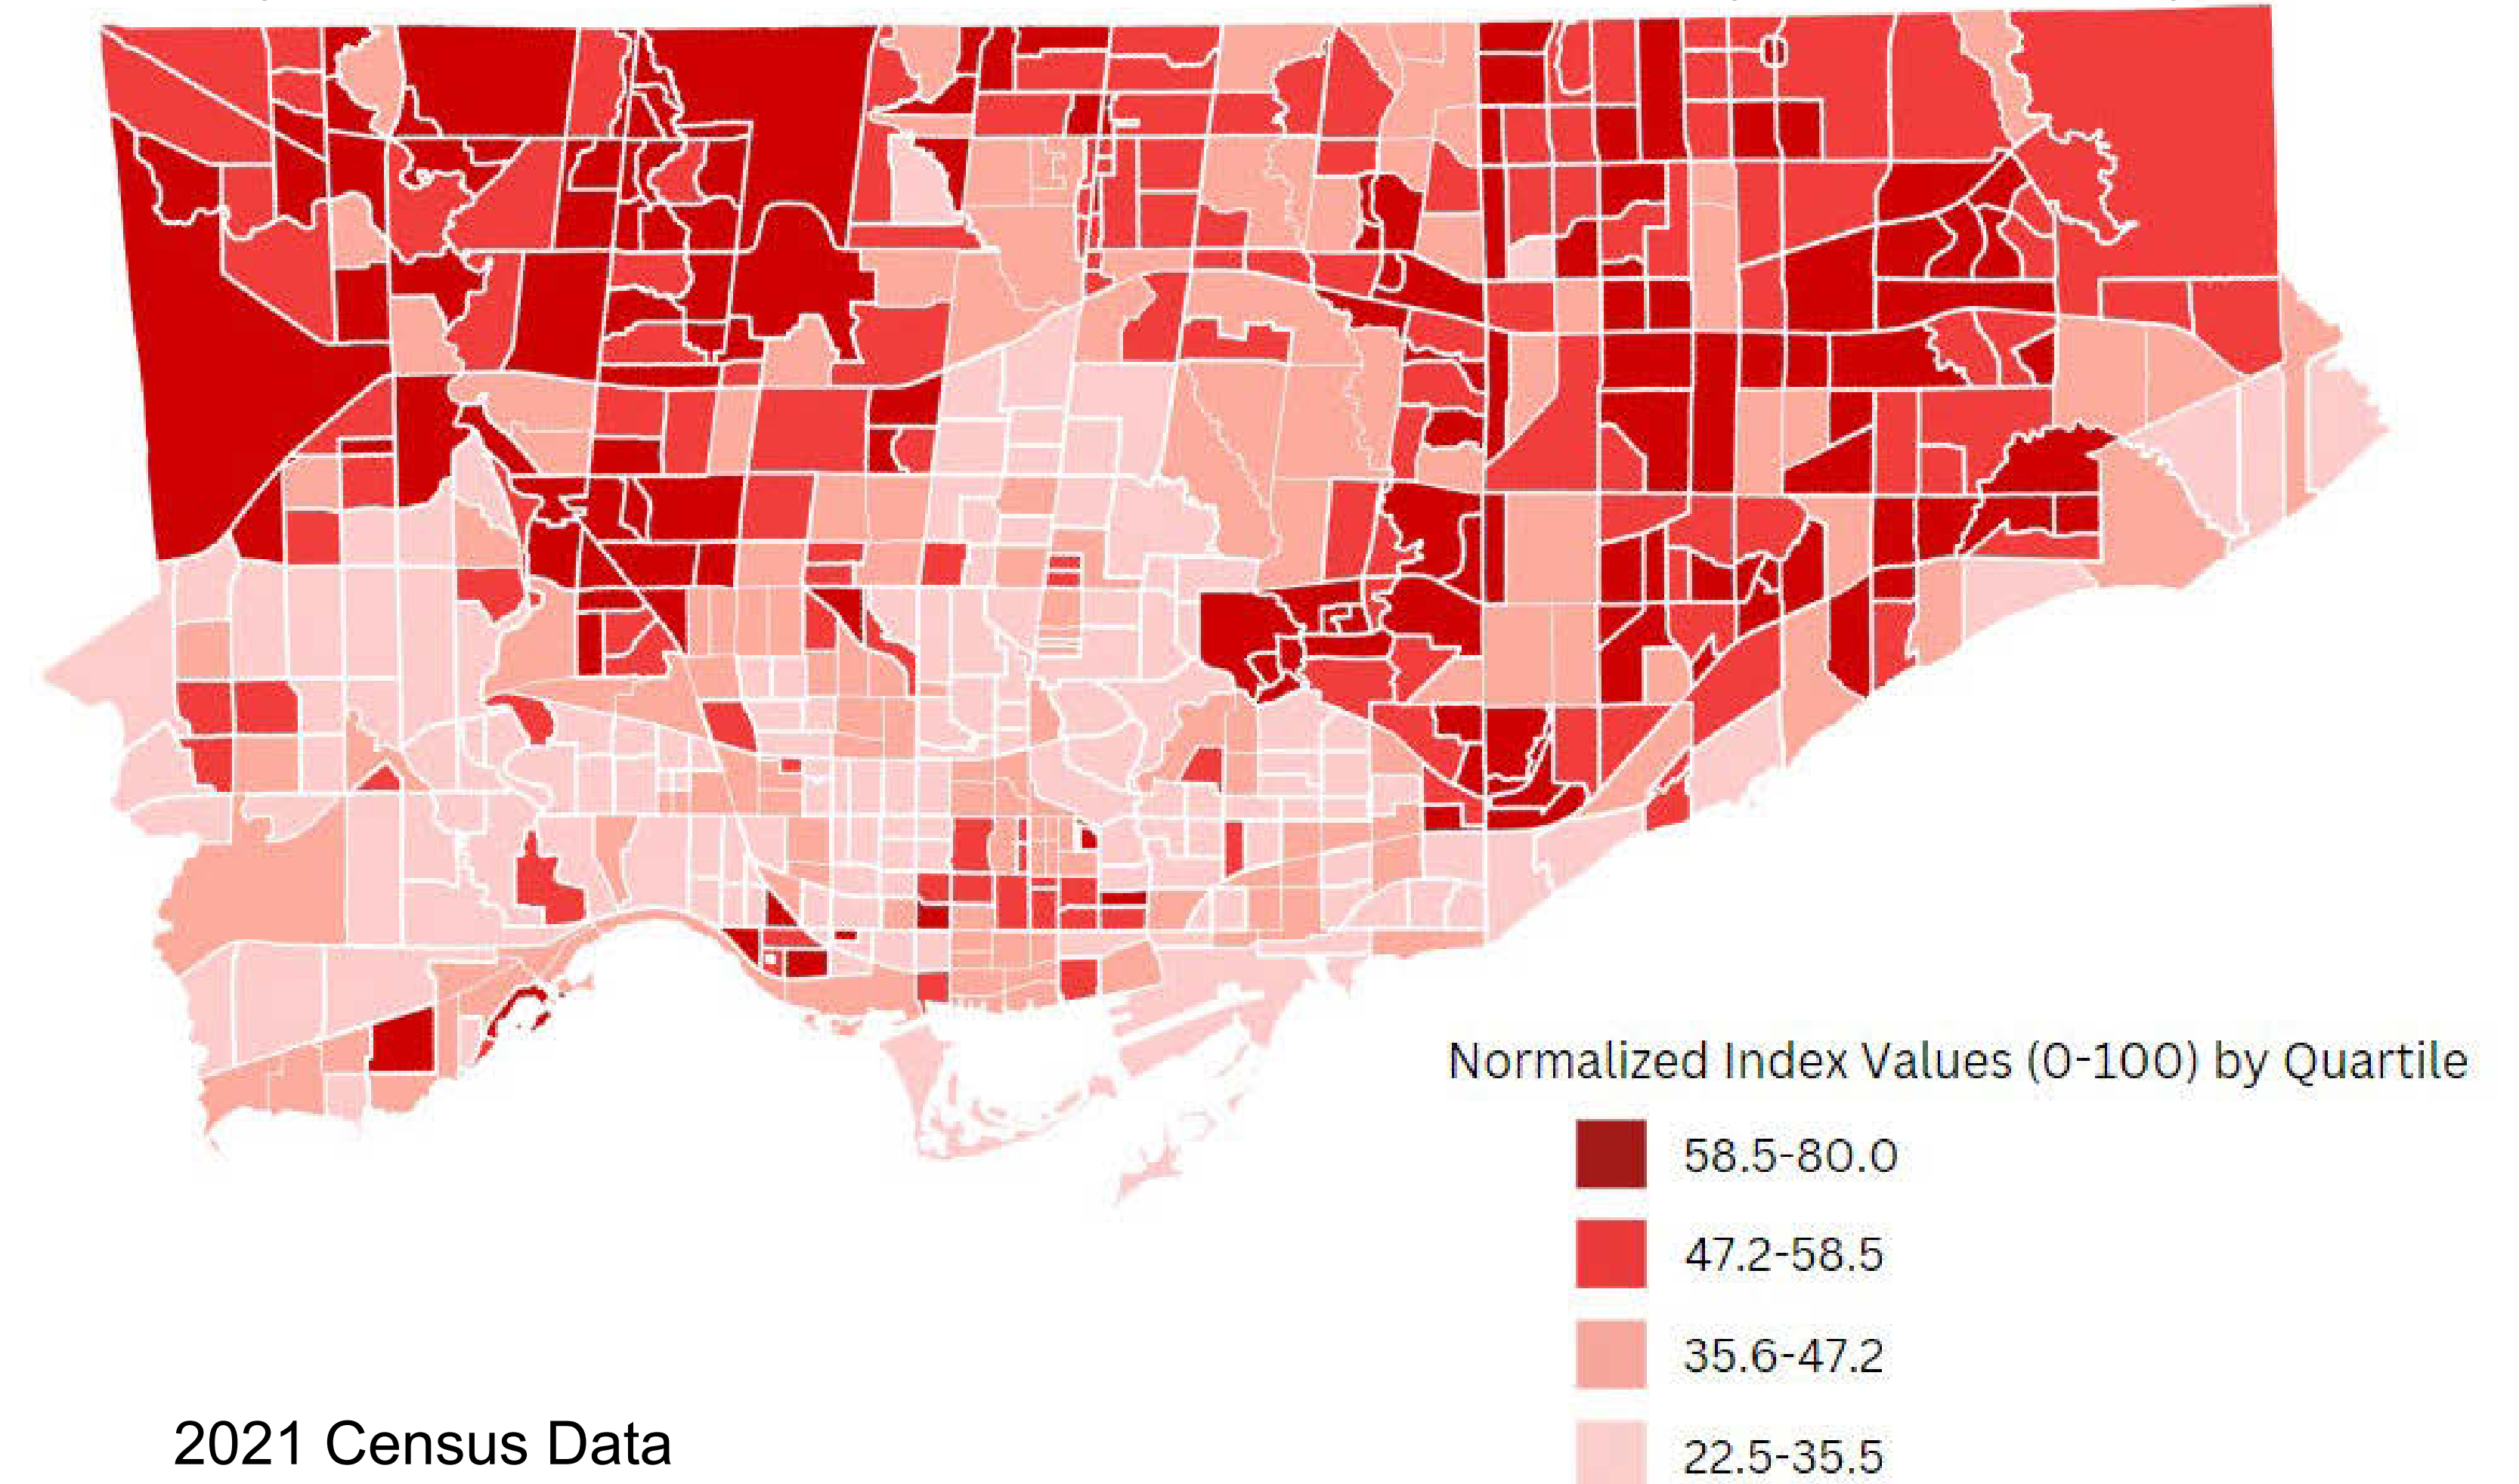 Normalized Index Values (0-100) by Quartile
58.5-80.0
47.2-58.5
35.6-47.2
22.5-35.5
2021 Census Data